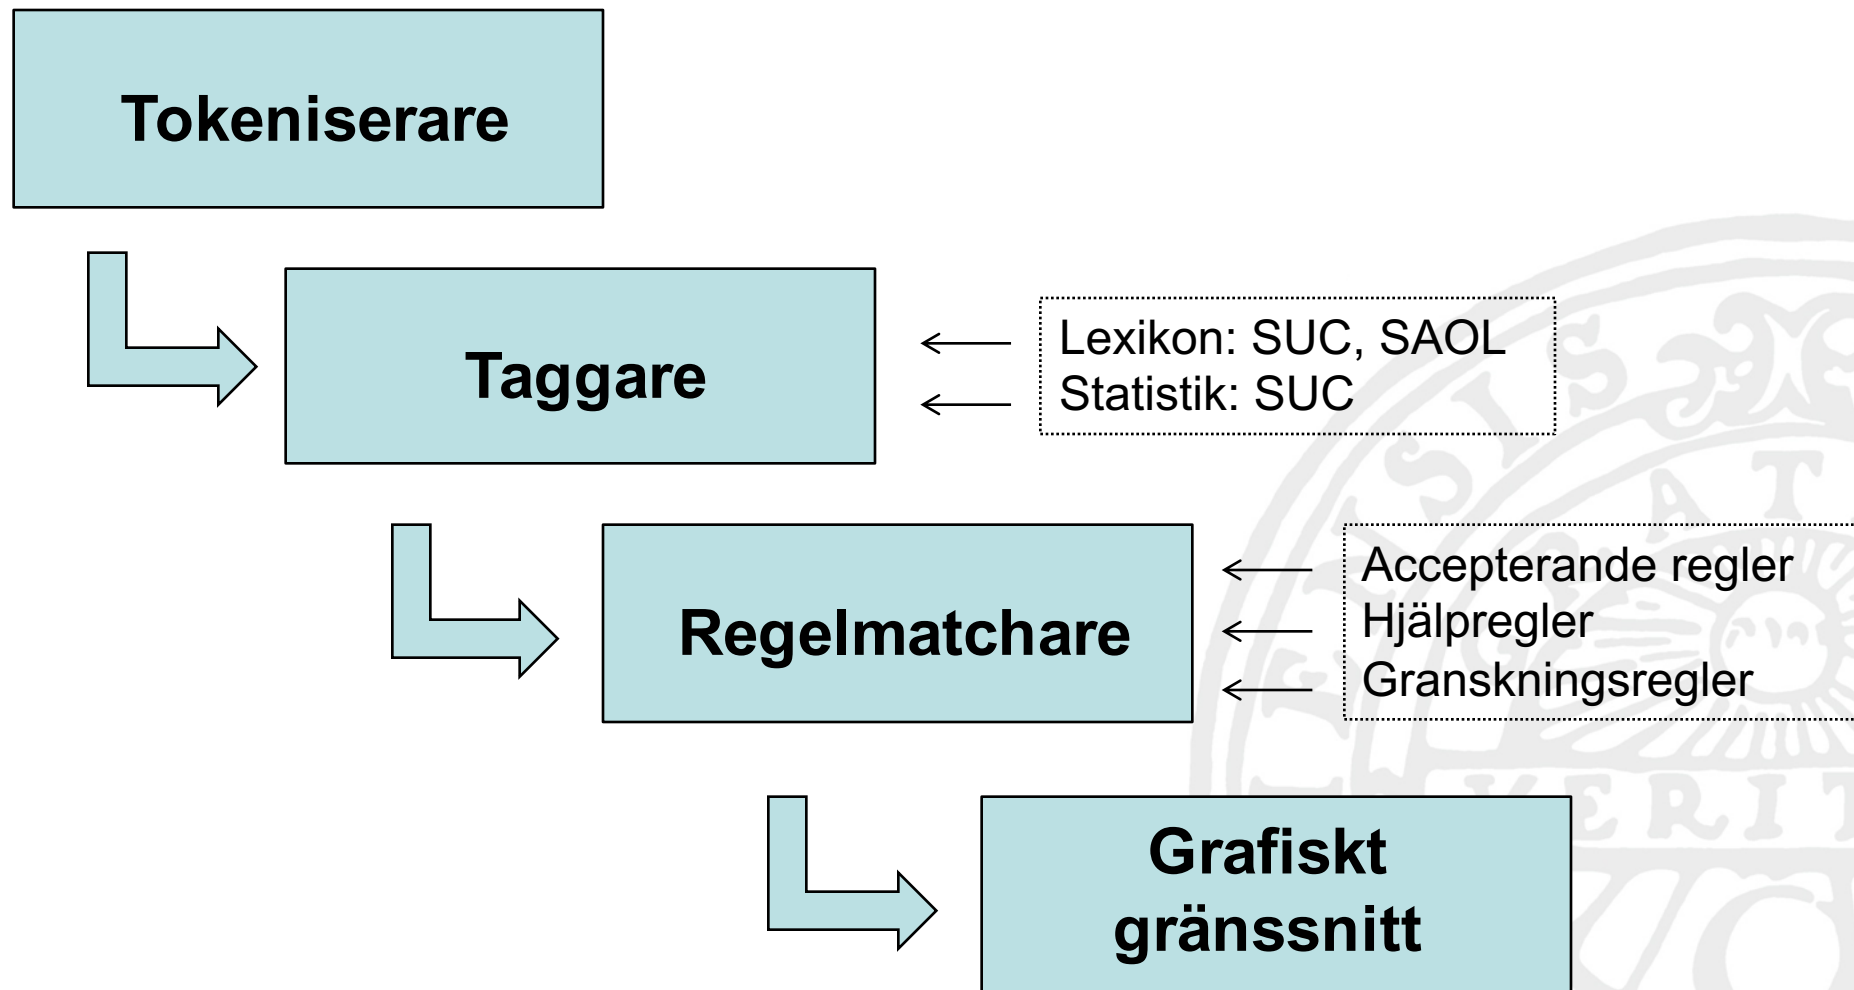 Tokeniserare
Taggare
Lexikon: SUC, SAOL
Statistik: SUC
Regelmatchare
Accepterande regler
Hjälpregler
Granskningsregler
Grafiskt
gränssnitt